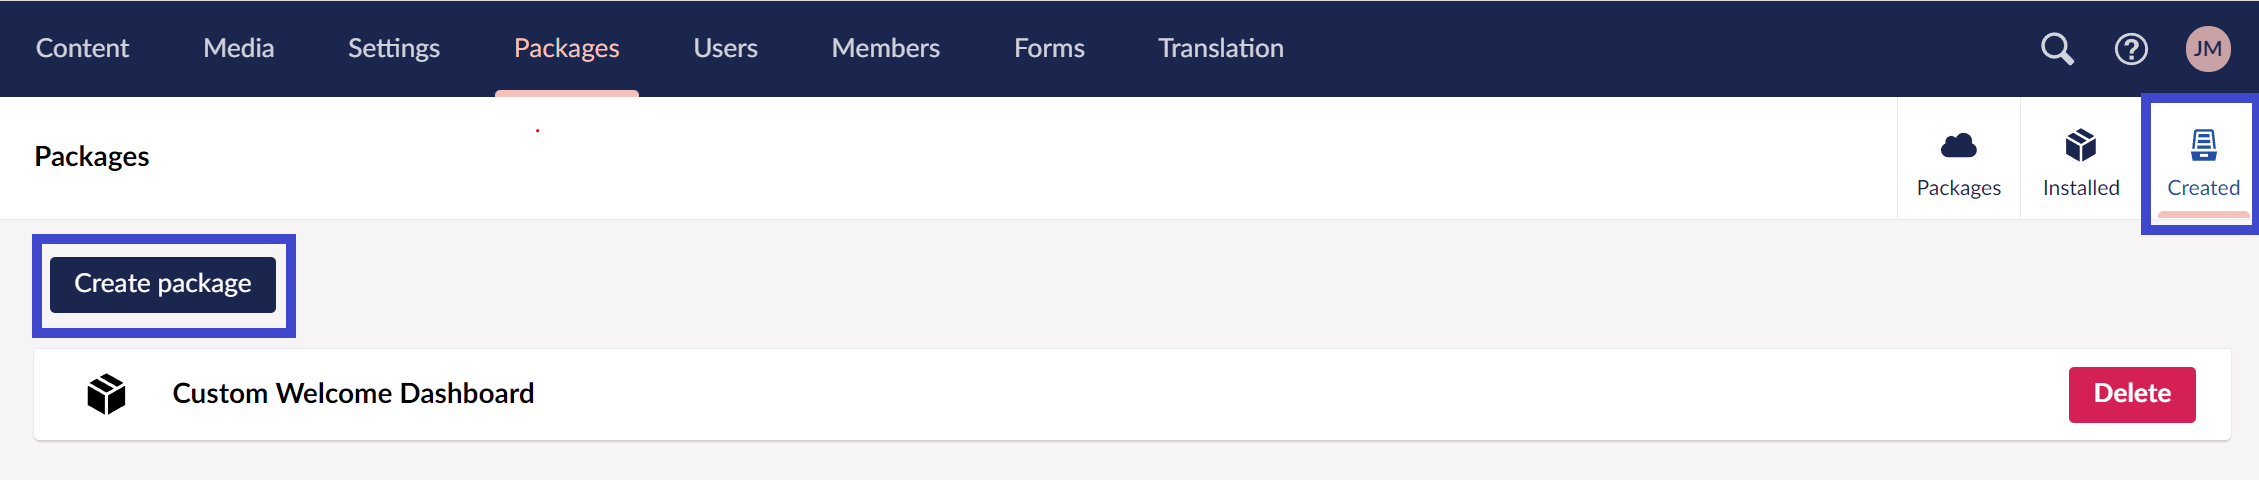 Content Media Settings Packages Users Members Forms Translation ? JM
Packages
Packages Installed Created
Create package
Custom Welcome Dashboard Delete